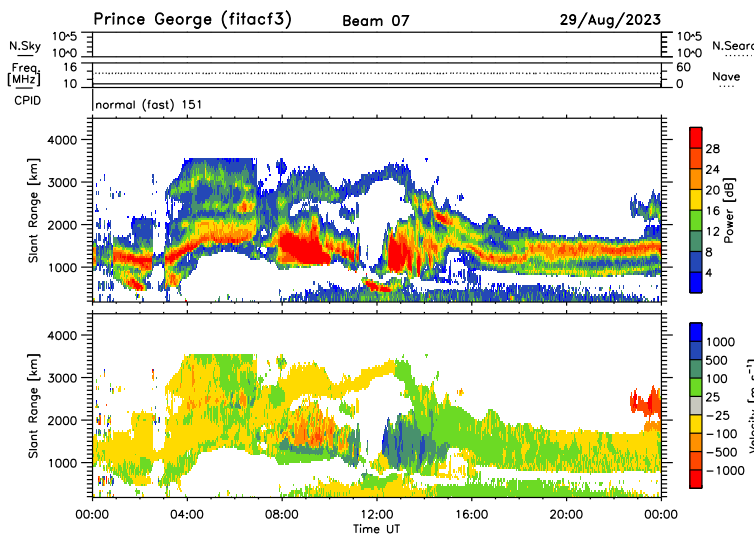 Prince George (fitacf3) Beam 07 29/Aug/2023
N.Sky 10^5 10^0 10^5 10^0 N.Sear
Freq. [MHz] 16 10 60 0 Nave
CPID normal (fast) 151
Slant Range [km] 4000 3000 2000 1000
28 24 20 16 12 8 4 Power [dB]
Slant Range [km] 4000 3000 2000 1000
1000 500 100 25 -25 -100 -500 -1000 Velocity [m s-1]
00:00 04:00 08:00 12:00 16:00 20:00 00:00
Time UT